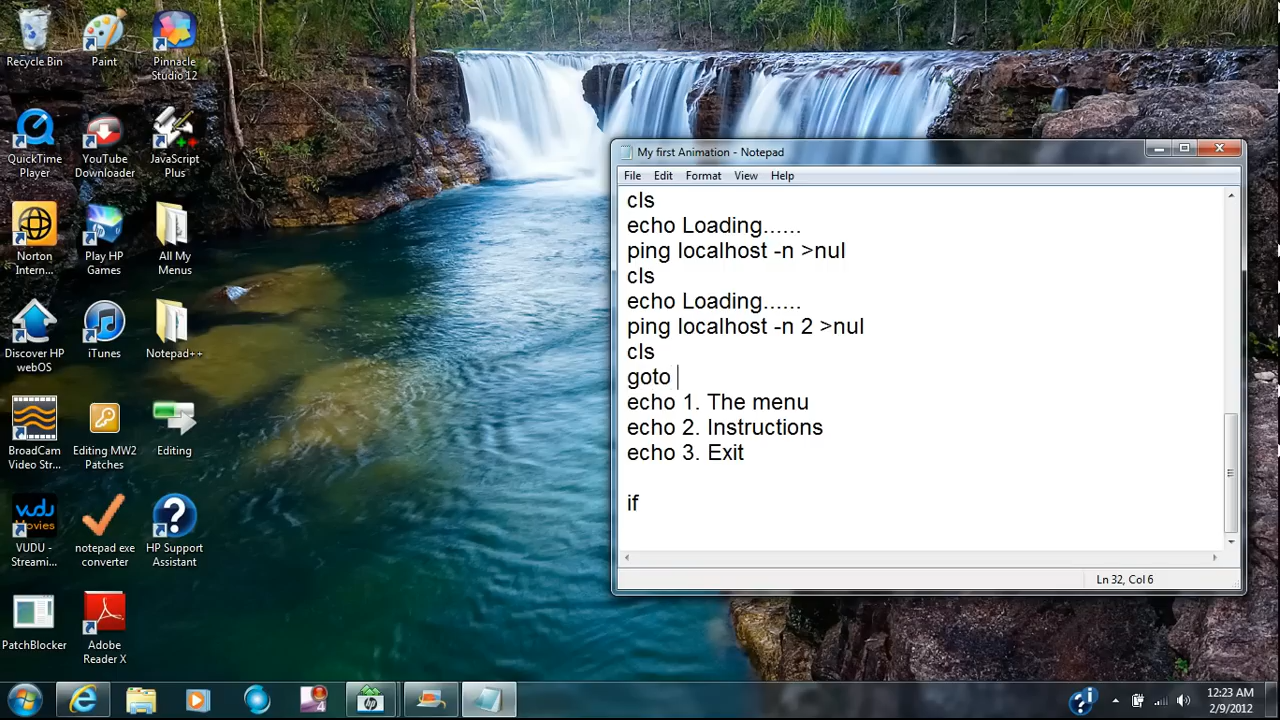 Recycle Bin
Paint
Pinnacle Studio 12
QuickTime Player
YouTube Downloader
JavaScript Plus
Norton Intern...
Play HP Games
All My Menus
Discover HP webOS
iTunes
Notepad++
BroadCam Video Str...
Editing MW2 Patches
Editing
VUDU Movies
VUDU - Streami...
notepad exe converter
HP Support Assistant
PatchBlocker
Adobe Reader X
My first Animation - Notepad
File Edit Format View Help
cls
echo Loading......
ping localhost -n >nul
cls
echo Loading......
ping localhost -n 2 >nul
cls
goto
echo 1. The menu
echo 2. Instructions
echo 3. Exit
if
Ln 32, Col 6
12:23 AM
2/9/2012